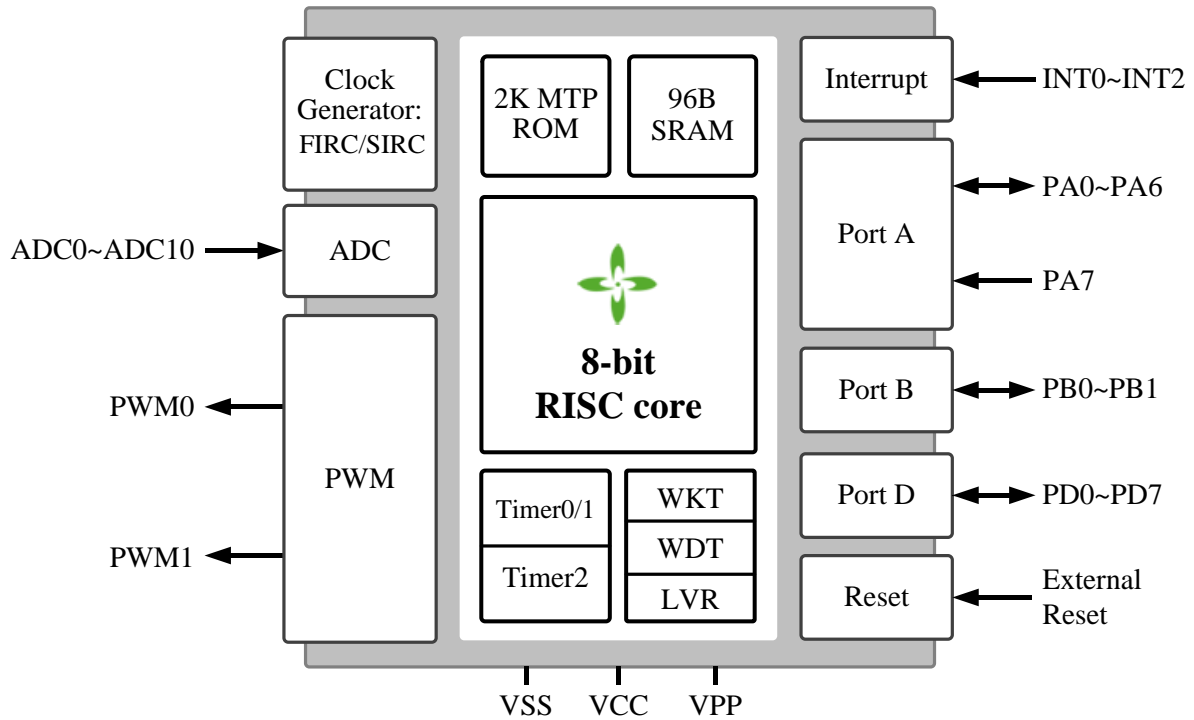 Clock
Generator:
FIRC/SIRC
2K MTP
ROM
96B
SRAM
Interrupt
INT0~INT2
ADC0~ADC10
ADC
Port A
PA0~PA6
PA7
8-bit
RISC core
PWM0
PWM
PWM1
Port B
PB0~PB1
Timer0/1
Timer2
WKT
WDT
LVR
Port D
PD0~PD7
Reset
External
Reset
VSS
VCC
VPP